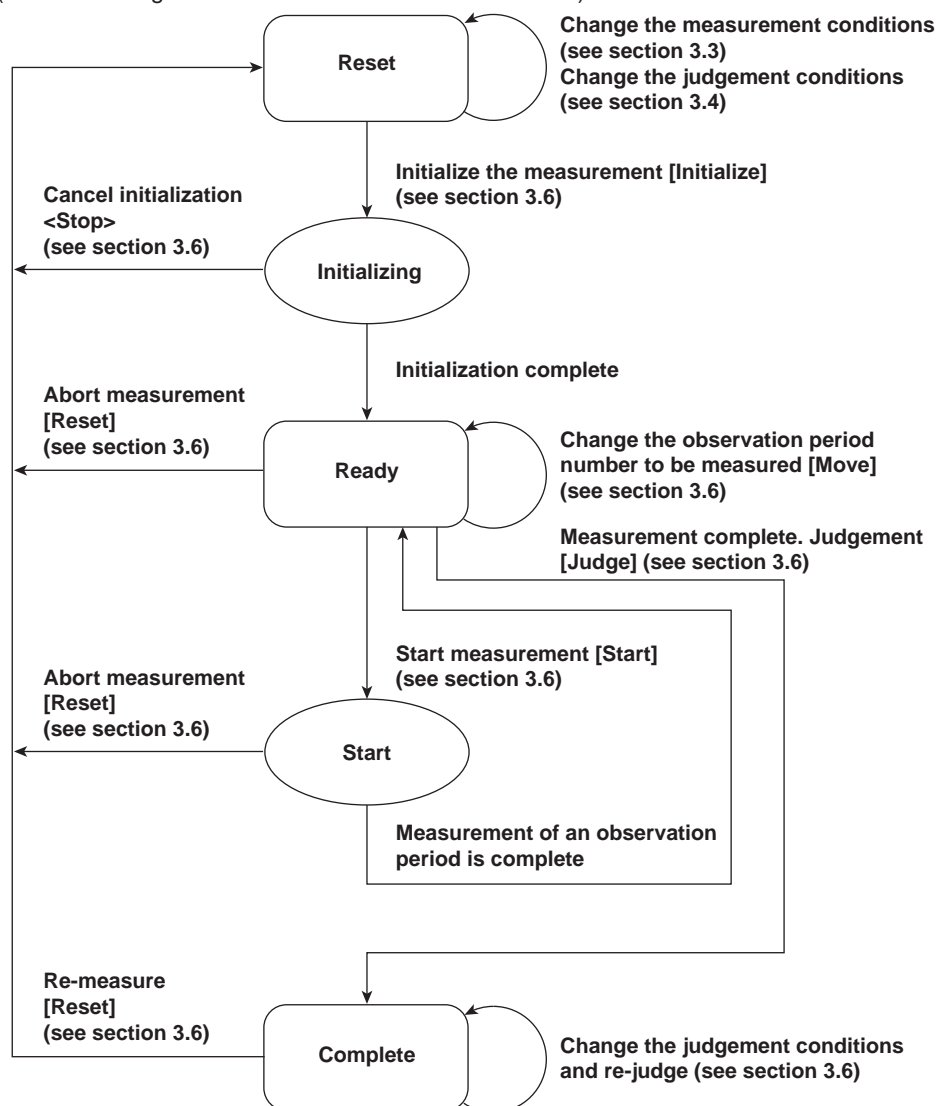 Reset
Change the measurement conditions
(see section 3.3)
Change the judgement conditions
(see section 3.4)
Initialize the measurement [Initialize]
(see section 3.6)
Cancel initialization
<Stop>
(see section 3.6)
Initializing
Initialization complete
Abort measurement
[Reset]
(see section 3.6)
Ready
Change the observation period
number to be measured [Move]
(see section 3.6)
Measurement complete. Judgement
[Judge] (see section 3.6)
Start measurement [Start]
(see section 3.6)
Abort measurement
[Reset]
(see section 3.6)
Start
Measurement of an observation
period is complete
Re-measure
[Reset]
(see section 3.6)
Complete
Change the judgement conditions
and re-judge (see section 3.6)